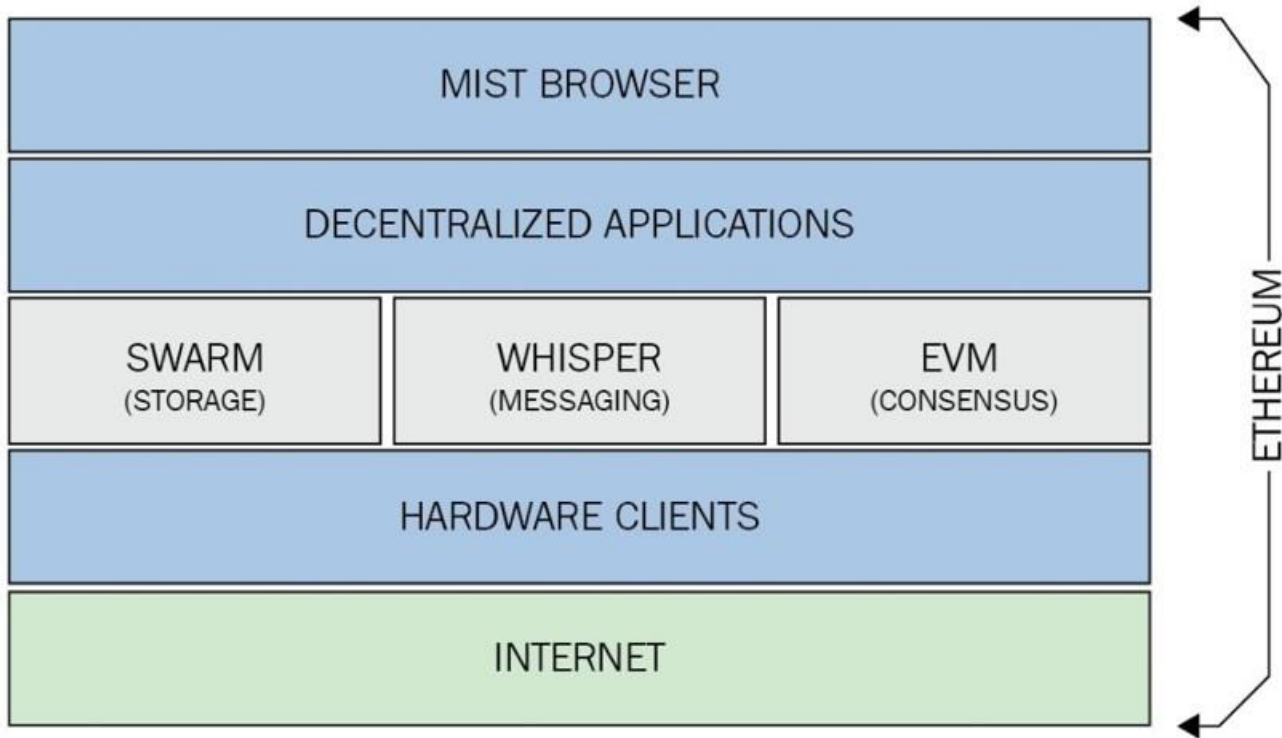 MIST BROWSER
DECENTRALIZED APPLICATIONS
SWARM
(STORAGE)
WHISPER
(MESSAGING)
EVM
(CONSENSUS)
HARDWARE CLIENTS
INTERNET
ETHEREUM